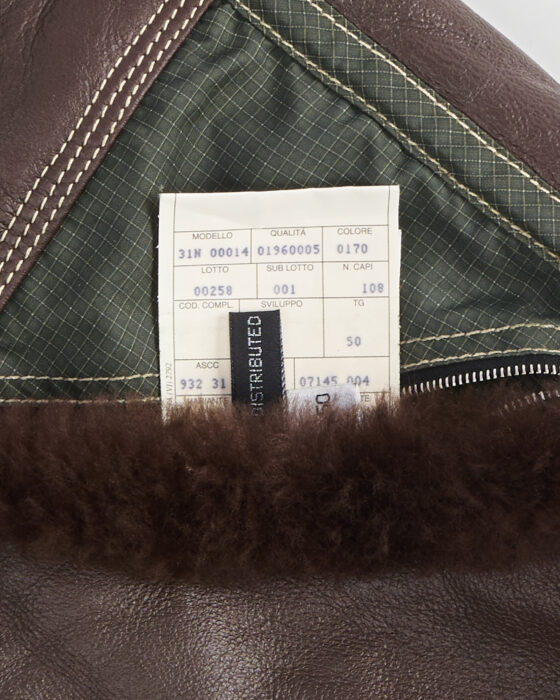 MODELLO QUALITÀ COLORE
31N 00014 01960005 0170
LOTTO SUB LOTTO N. CAPI
00258 001 108
COD. COMPL. SVILUPPO TG
50
ASCC
932 31 07145 004
DISTRIBUTED
50